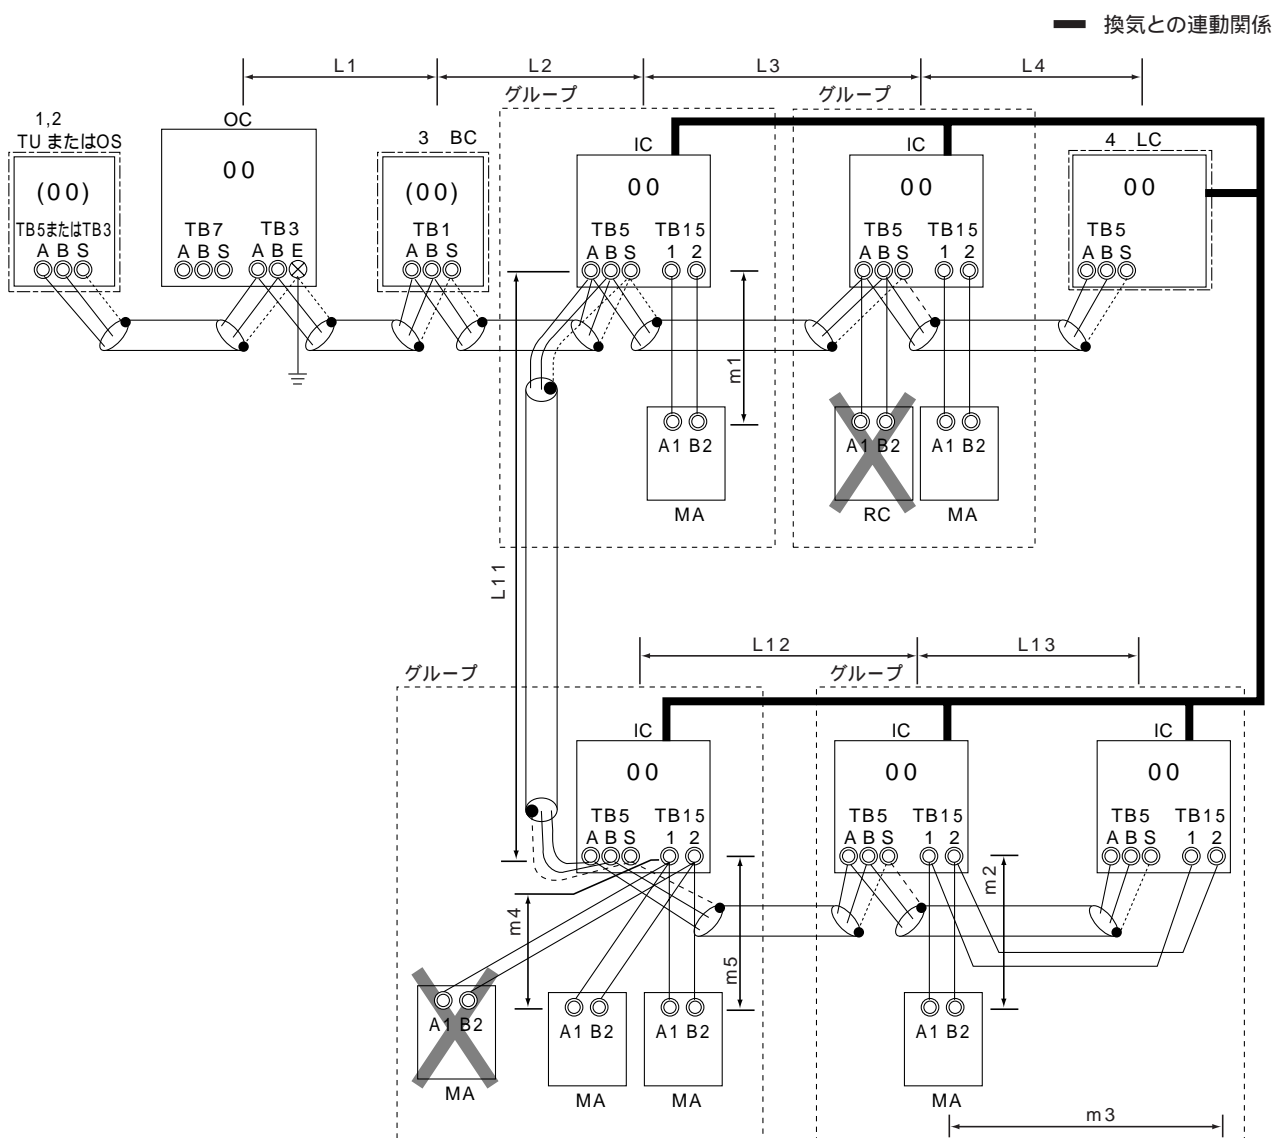 換気との連動関係
L1 L2 L3 L4
グループ グループ
1,2
TU またはOS
OC
3 BC
IC
IC
4 LC
(00)
00
(00)
00
00
00
TB5またはTB3
A B S
TB7 TB3
A B S A B E
TB1
A B S
TB5 TB15
A B S 1 2
TB5 TB15
A B S 1 2
TB5
A B S
m1
A1 B2
MA
A1 B2
RC
A1 B2
MA
L11
L12 L13
グループ グループ
IC
IC
IC
00
00
00
TB5 TB15
A B S 1 2
TB5 TB15
A B S 1 2
TB5 TB15
A B S 1 2
m4
m5
m2
A1 B2
MA
A1 B2
MA
A1 B2
MA
A1 B2
MA
m3